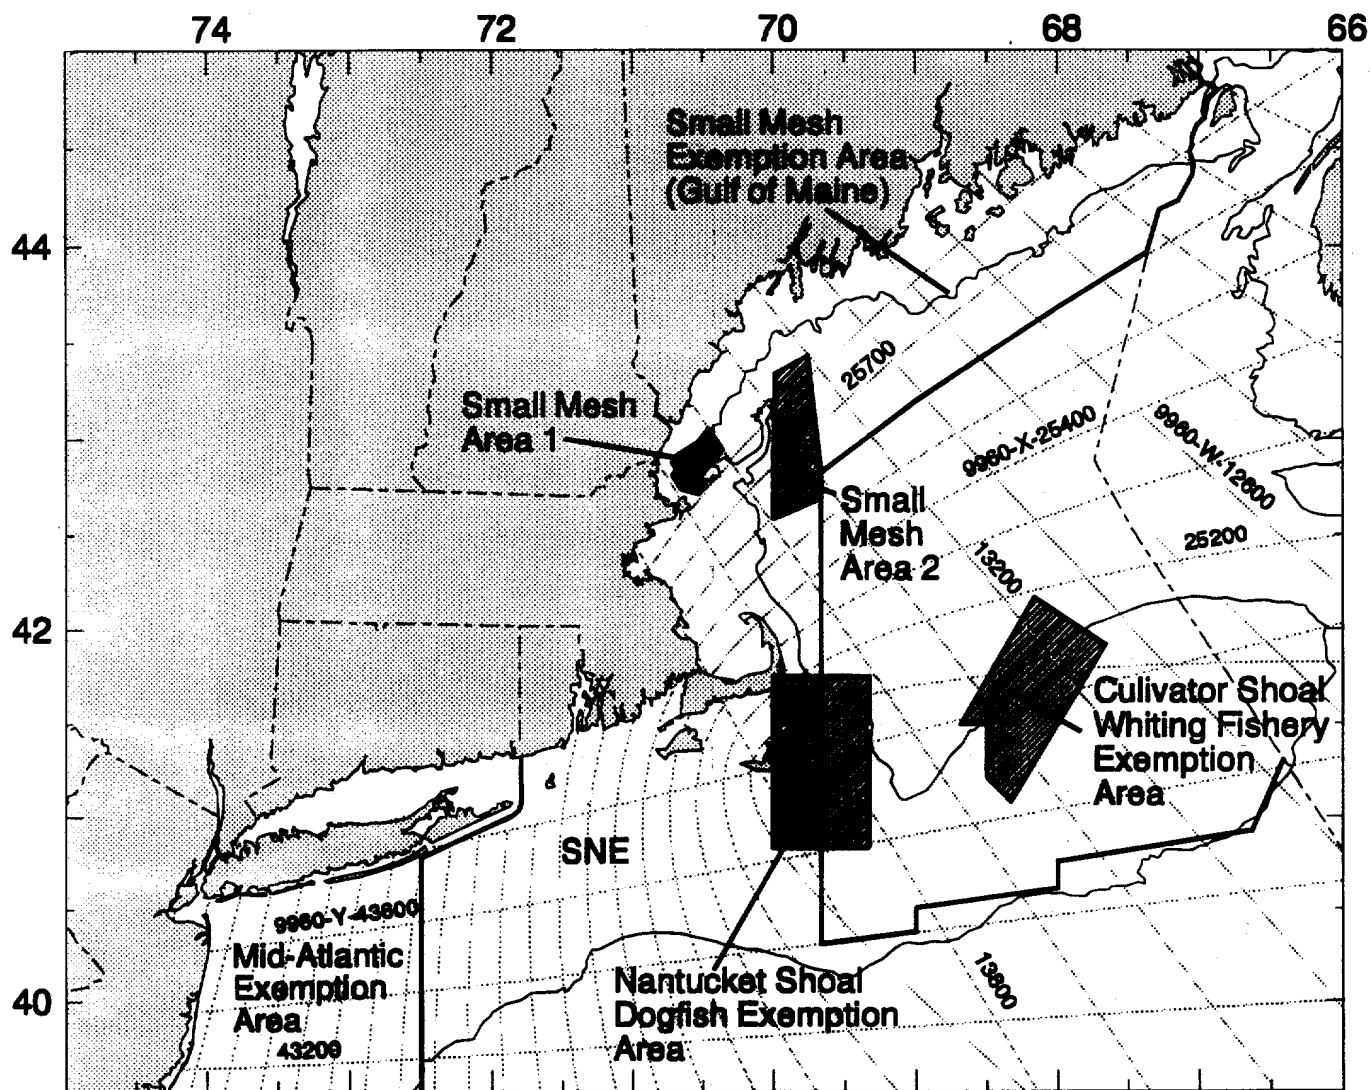 74 72 70 68 66
Small Mesh
Exemption Area
(Gulf of Maine)
44
25700
Small Mesh
Area 1
9960-X-25400
9960-W-12600
Small
Mesh
Area 2
25200
13200
42
Culivator Shoal
Whiting Fishery
Exemption
Area
SNE
9960-Y-43600
Mid-Atlantic
Exemption
Area
43200
Nantucket Shoal
Dogfish Exemption
Area
13800
40